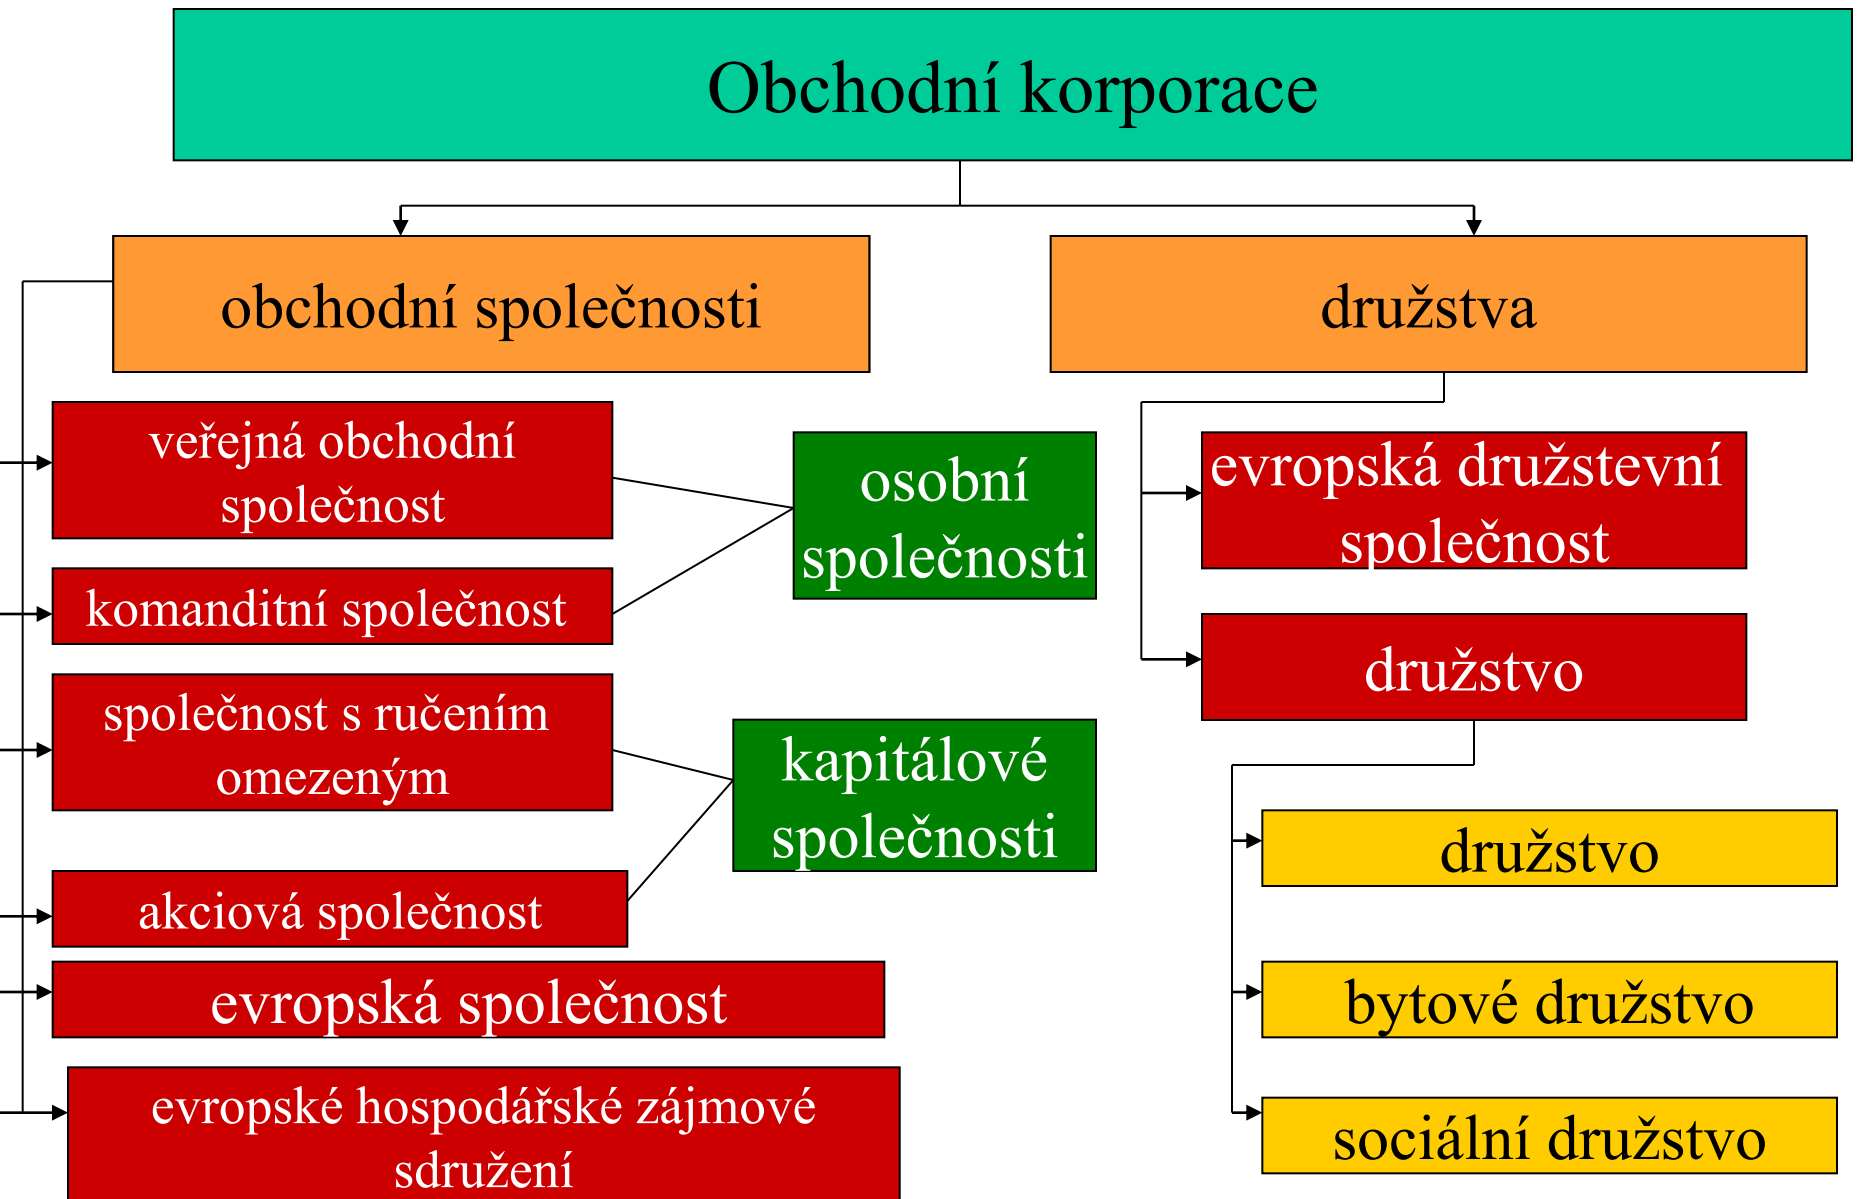 Obchodní korporace
obchodní společnosti
družstva
veřejná obchodní
společnost
komanditní společnost
společnost s ručením
omezeným
akciová společnost
evropská společnost
evropské hospodářské zájmové
sdružení
osobní
společnosti
kapitálové
společnosti
evropská družstevní
společnost
družstvo
družstvo
bytové družstvo
sociální družstvo